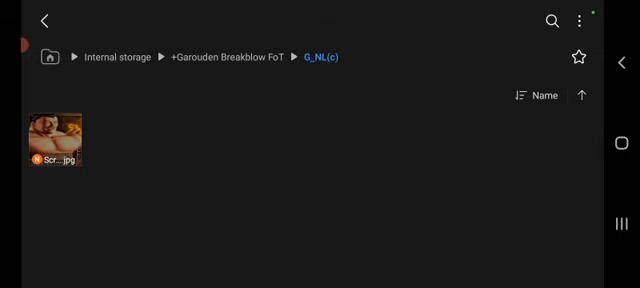 Internal storage ▶ +Garouden Breakblow FoT ▶ G_NL(c)
Name
N Scr....jpg